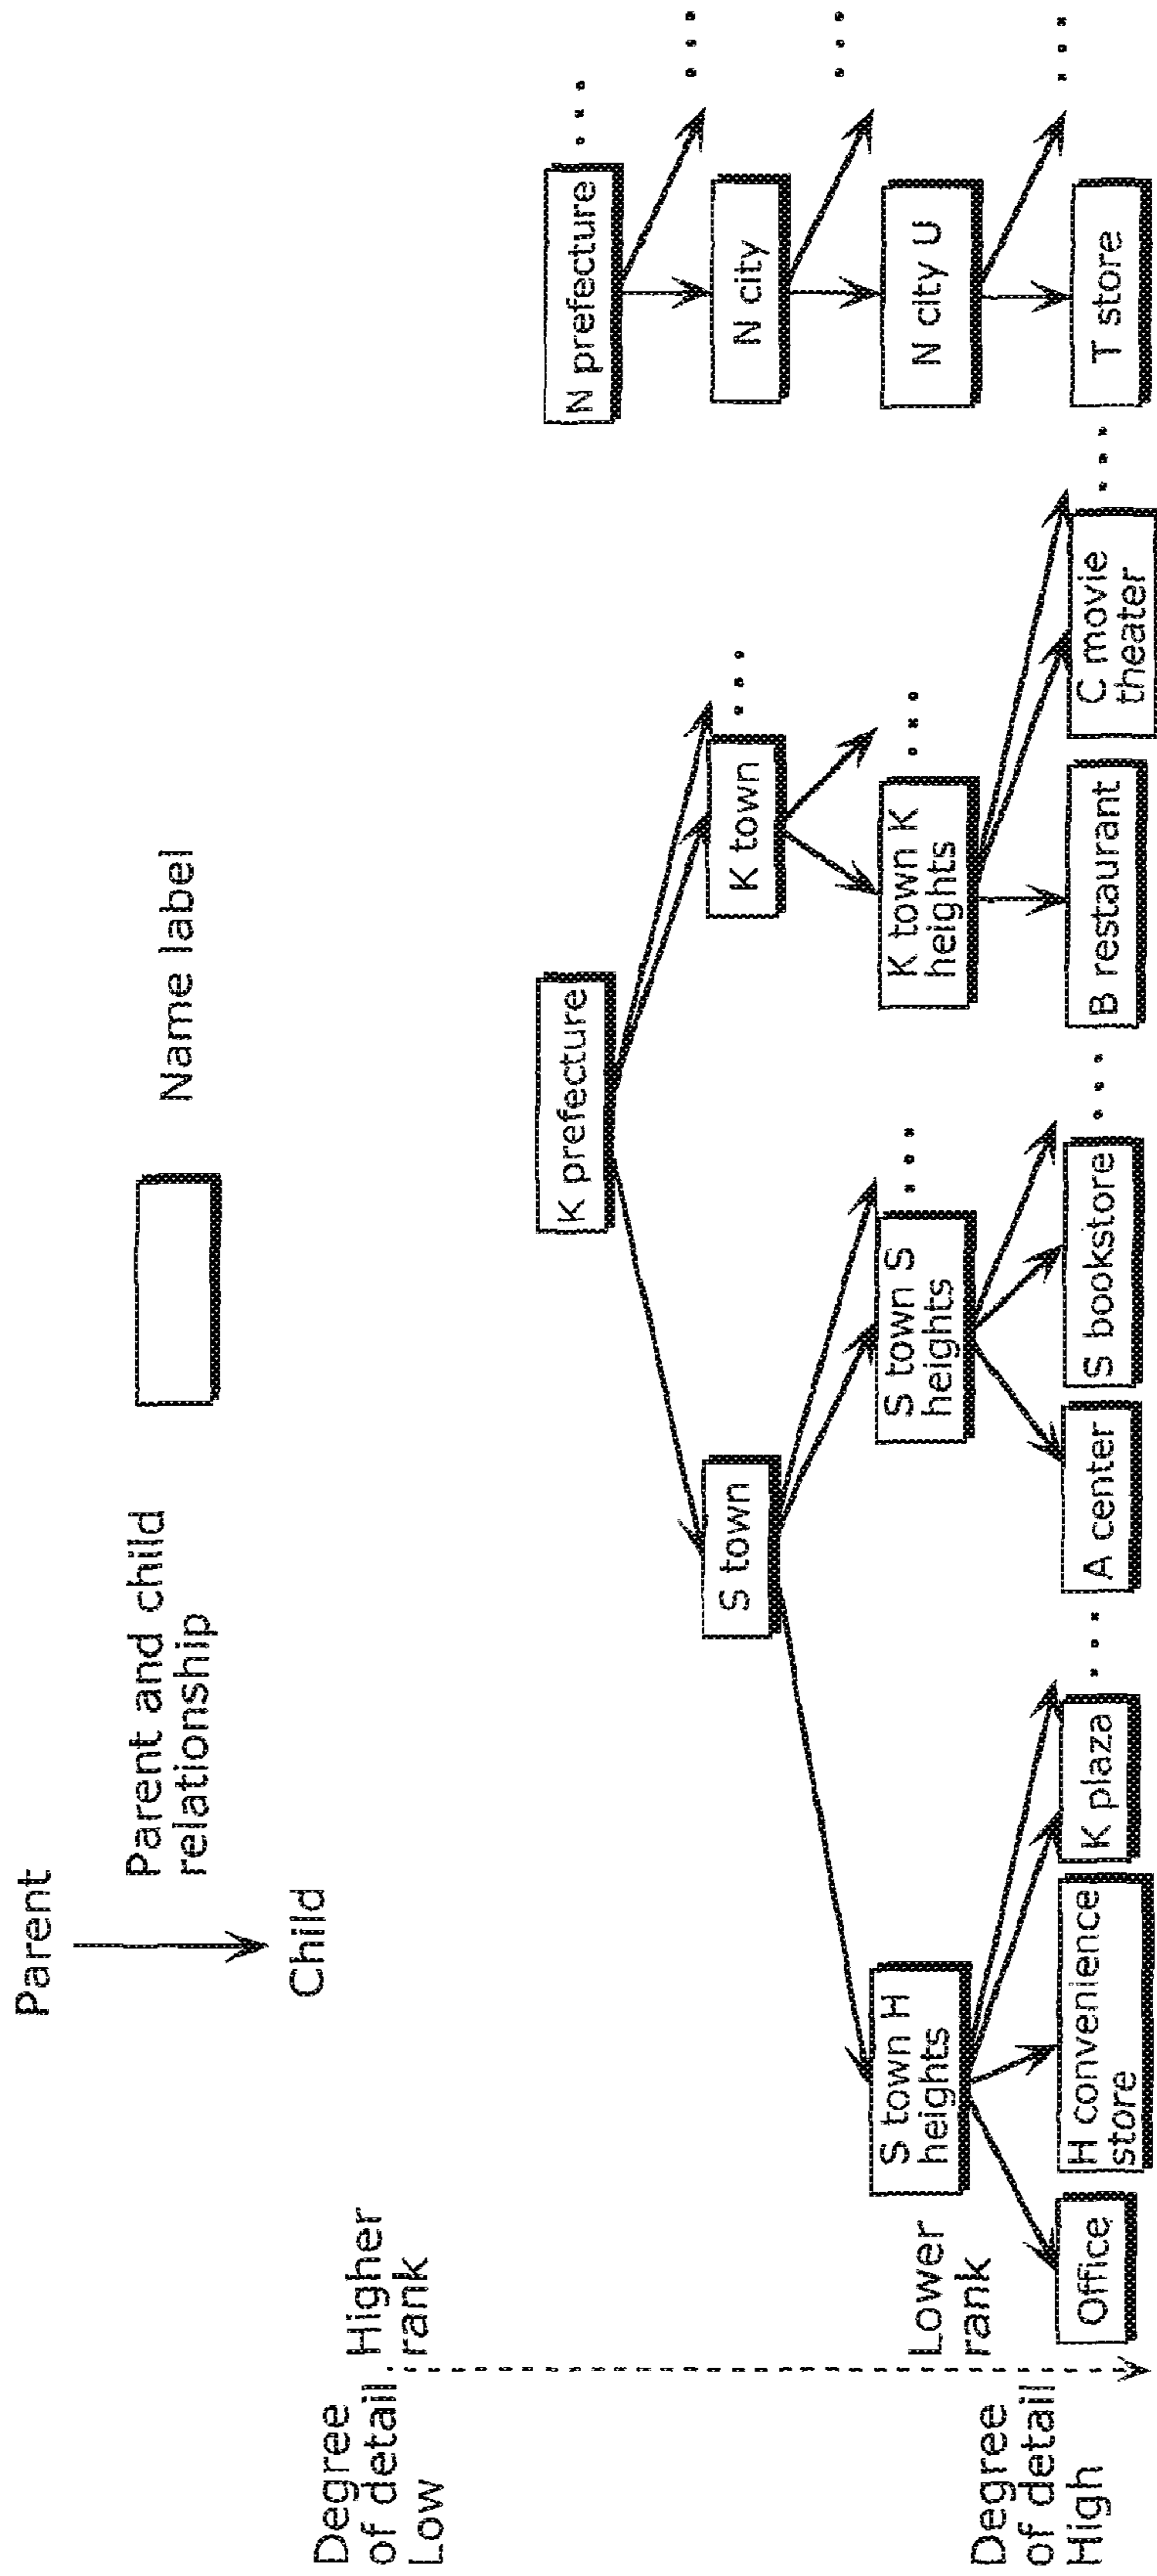 Parent
Parent and child
relationship
Child
Name label
Degree
of detail
Low
Higher
rank
K prefecture
N prefecture
...
S town
K town
...
N city
...
S town H
heights
S town S
heights
...
K town K
heights
...
N city U
...
Lower
rank
Degree
of detail
High
Office
H convenience
store
K plaza
...
A center
S bookstore
...
B restaurant
C movie
theater
...
T store
...